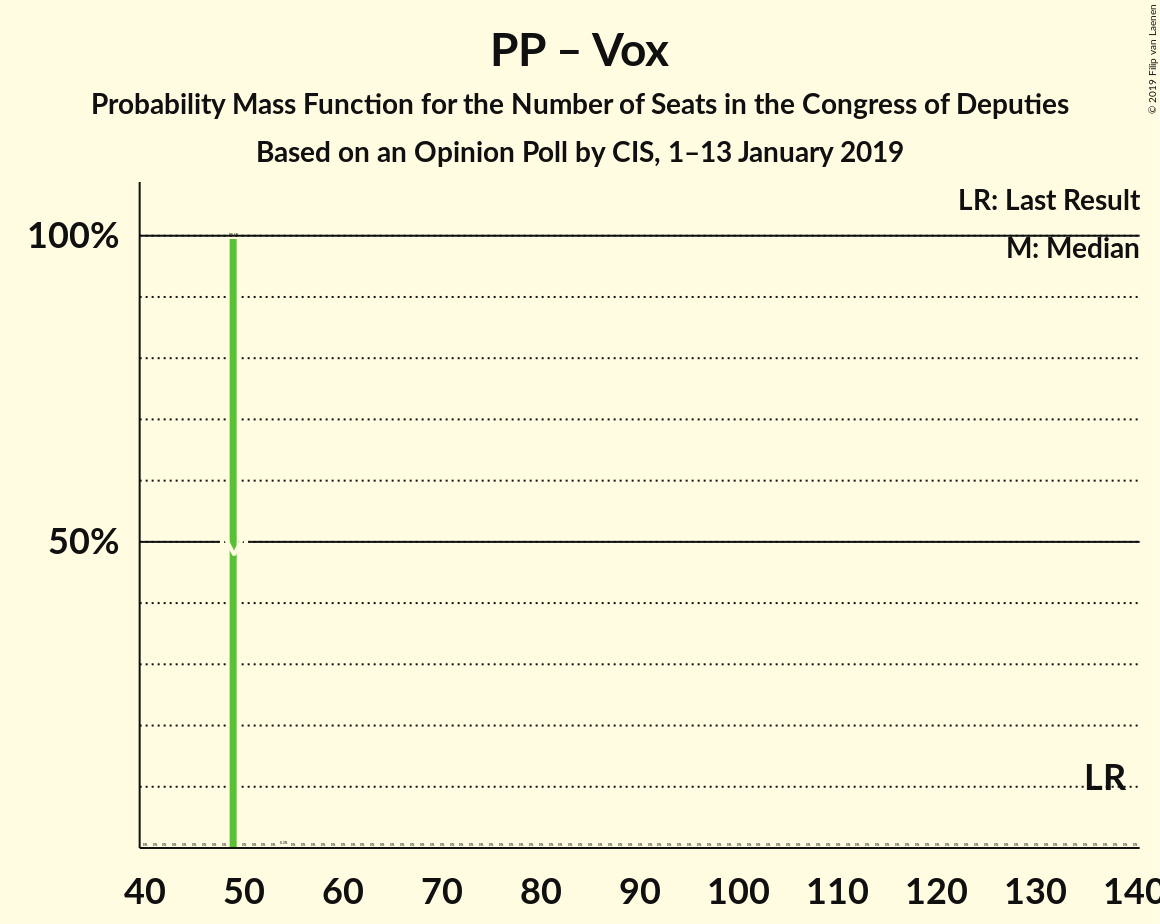 © 2019 Filip van Laenen
PP – Vox
Probability Mass Function for the Number of Seats in the Congress of Deputies
Based on an Opinion Poll by CIS, 1–13 January 2019
LR: Last Result
M: Median
100%
50%
LR
40 50 60 70 80 90 100 110 120 130 140